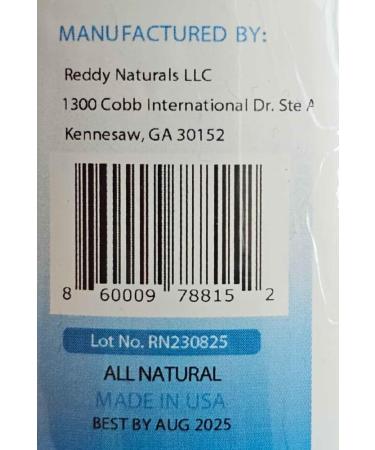 MANUFACTURED BY:
Reddy Naturals LLC
1300 Cobb International Dr. Ste A
Kennesaw, GA 30152
8 60009 78815 2
Lot No. RN230825
ALL NATURAL
MADE IN USA
BEST BY AUG 2025